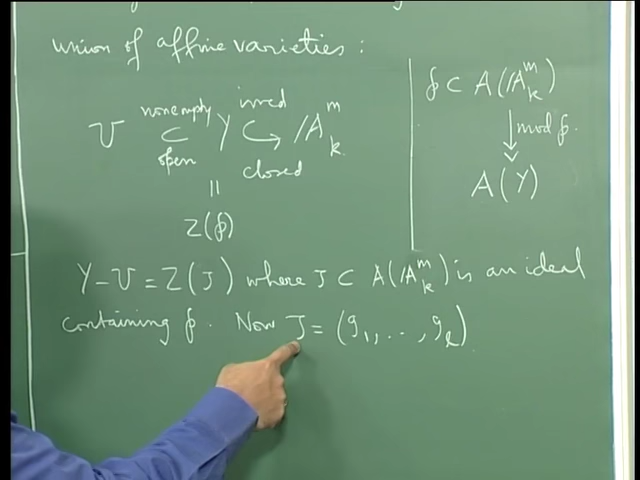 union of affine varieties :
U ⊂ Y ↪ /A^m_k
nonempty open irred closed
=
Z(℘)
℘ ⊂ A(/A^m_k)
↓ mod ℘.
A(Y)
Y–U = Z(J) where J ⊂ A(/A^m_k) is an ideal
containing ℘. Now J = (g_1, .. , g_l)